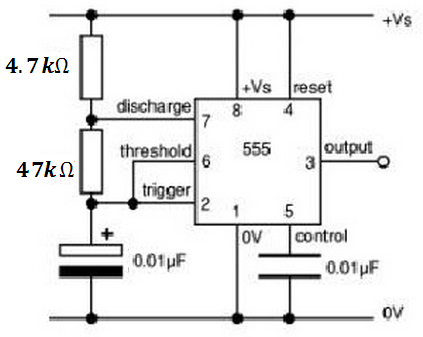 +Vs
4.7kΩ
+Vs reset
8 4
discharge
7
threshold
6
555
output
3
47kΩ
trigger
2
1 5
+
0V control
0.01µF
0.01µF
0V